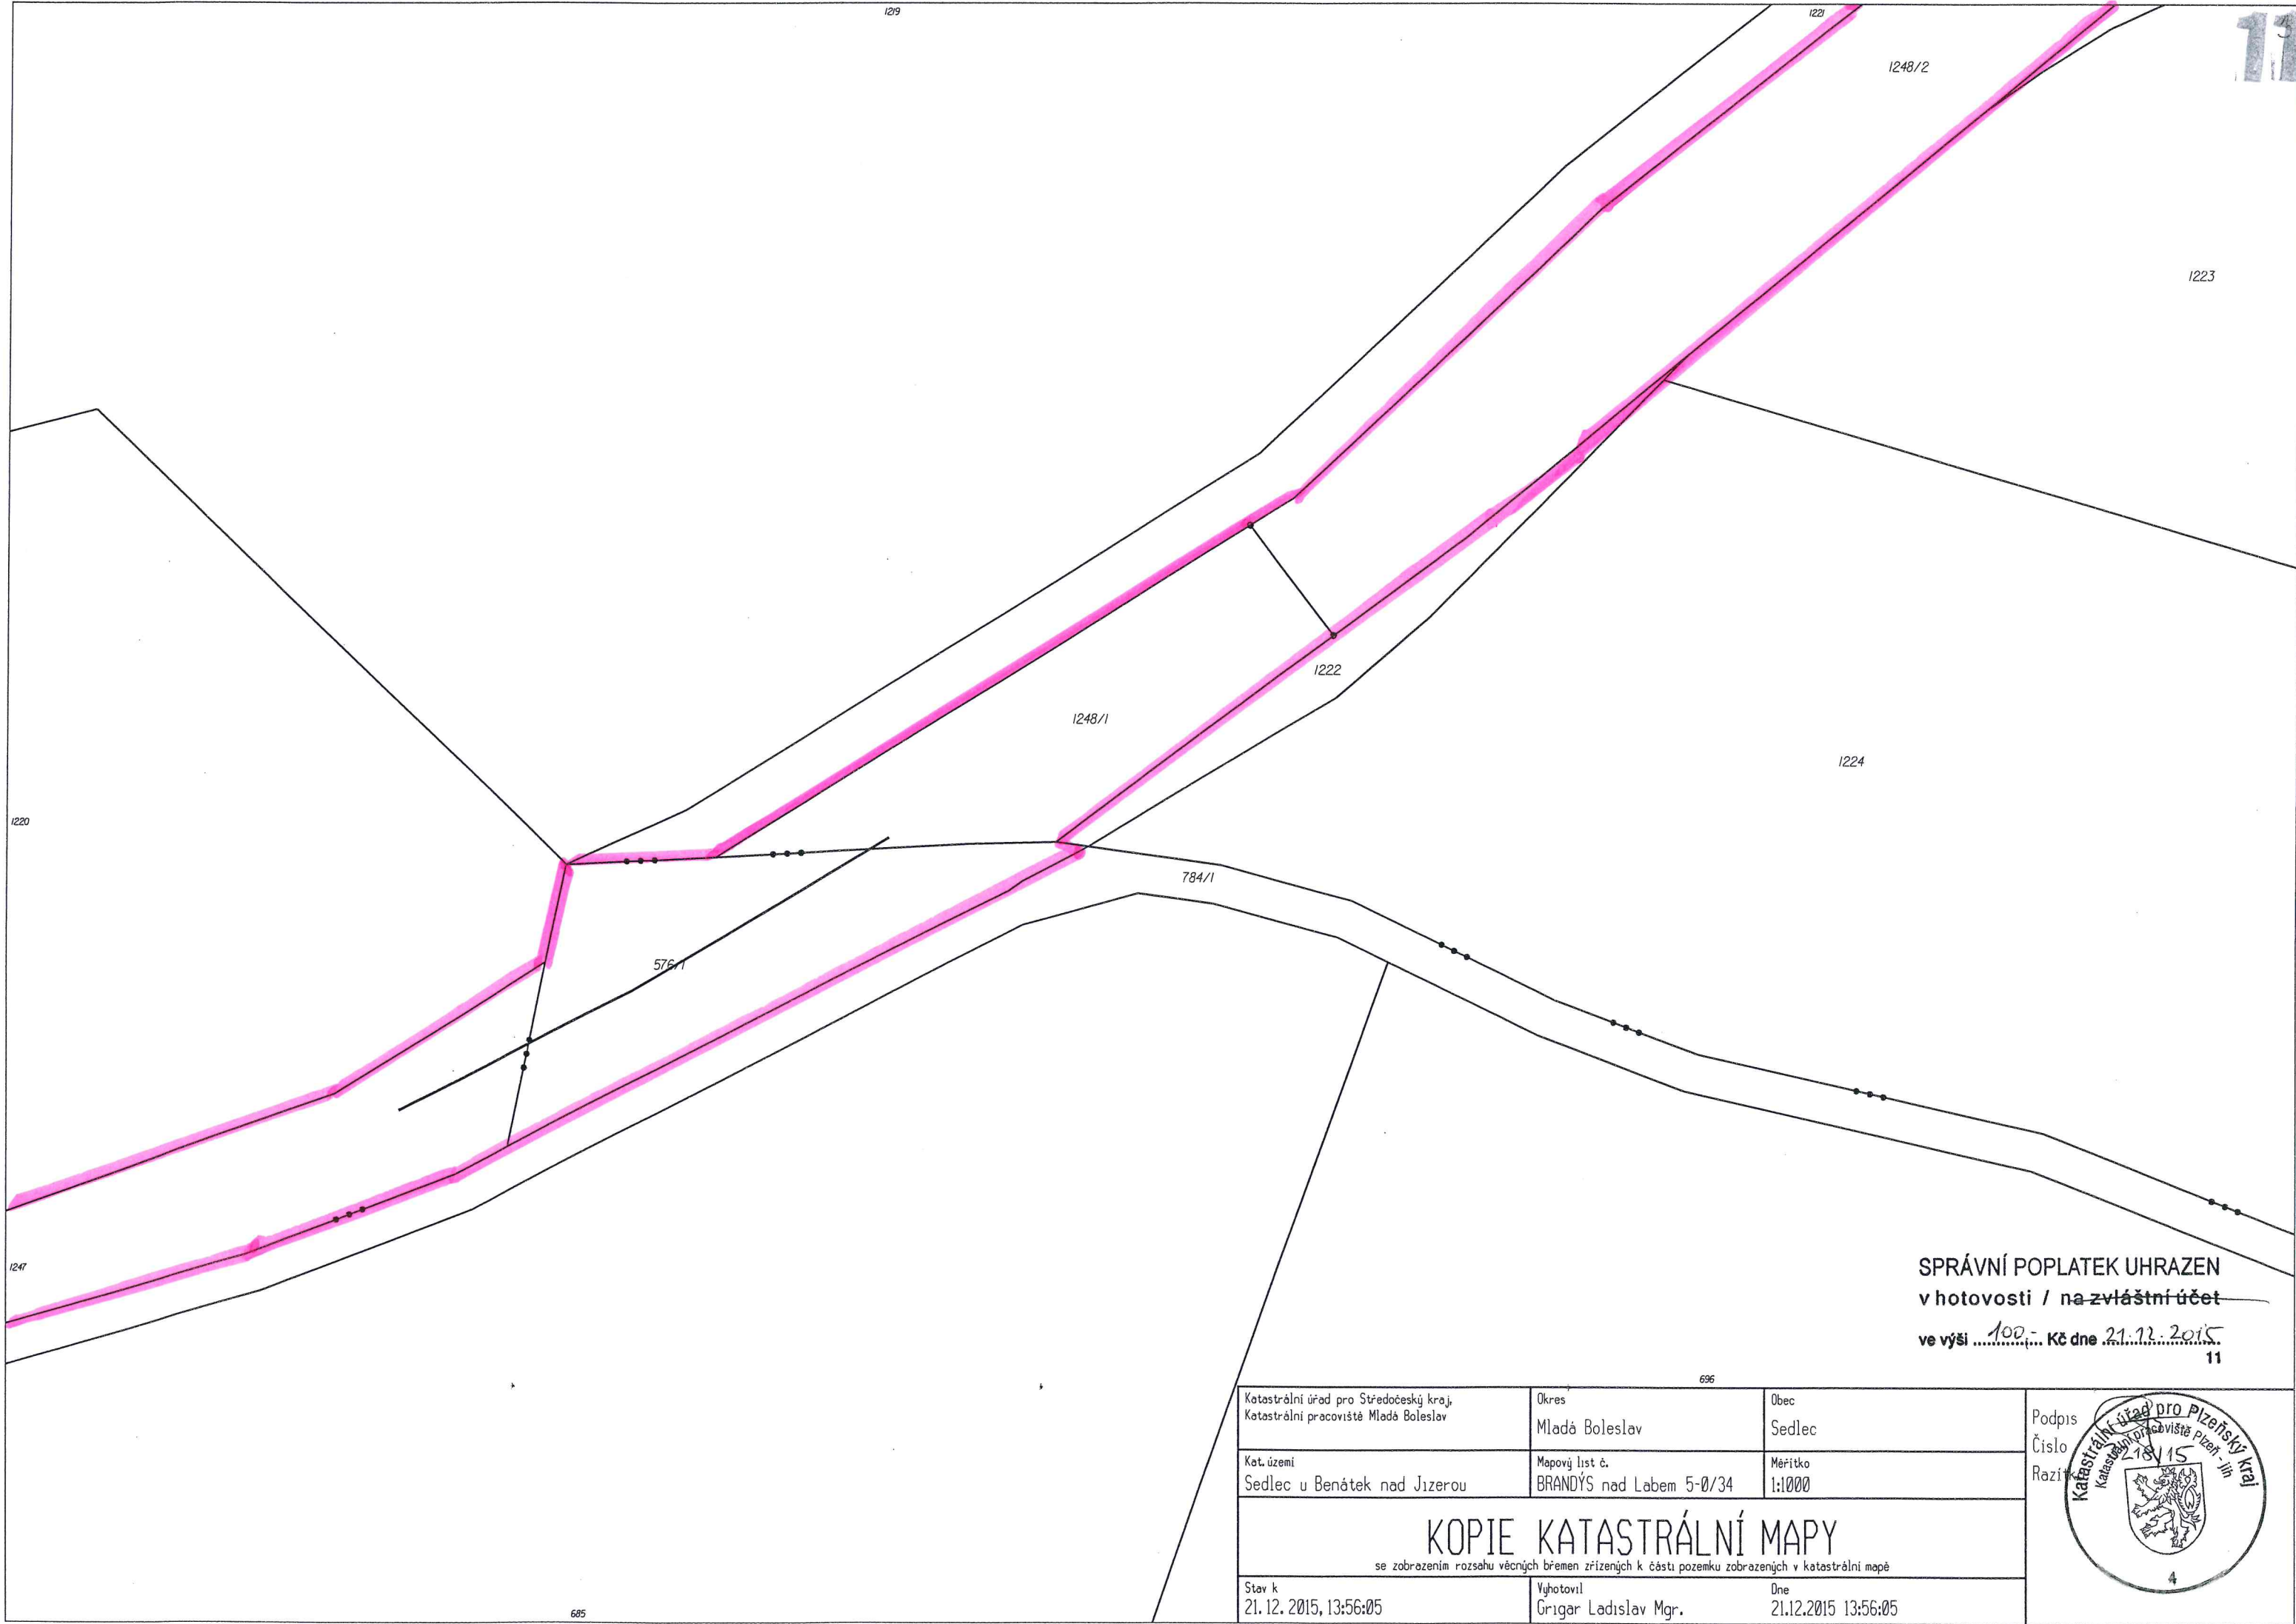 1219
1221
11
1248/2
1223
1222
1248/1
1224
1220
784/1
576/1
1247
SPRÁVNÍ POPLATEK UHRAZEN
v hotovosti / na zvláštní účet
ve výši 100,- Kč dne 21.12.2015
11
696
Katastrální úřad pro Středočeský kraj,
Katastrální pracoviště Mladá Boleslav
Okres
Mladá Boleslav
Obec
Sedlec
Kat. území
Sedlec u Benátek nad Jizerou
Mapový list č.
BRANDÝS nad Labem 5-0/34
Měřítko
1:1000
KOPIE KATASTRÁLNÍ MAPY
se zobrazením rozsahu věcných břemen zřízených k části pozemku zobrazených v katastrální mapě
Stav k
21.12.2015, 13:56:05
Vyhotovil
Grigar Ladislav Mgr.
Dne
21.12.2015 13:56:05
Podpis
Číslo
Razítko
Katastrální úřad pro Plzeňský kraj
Katastrální pracoviště Plzeň - jih
4
685